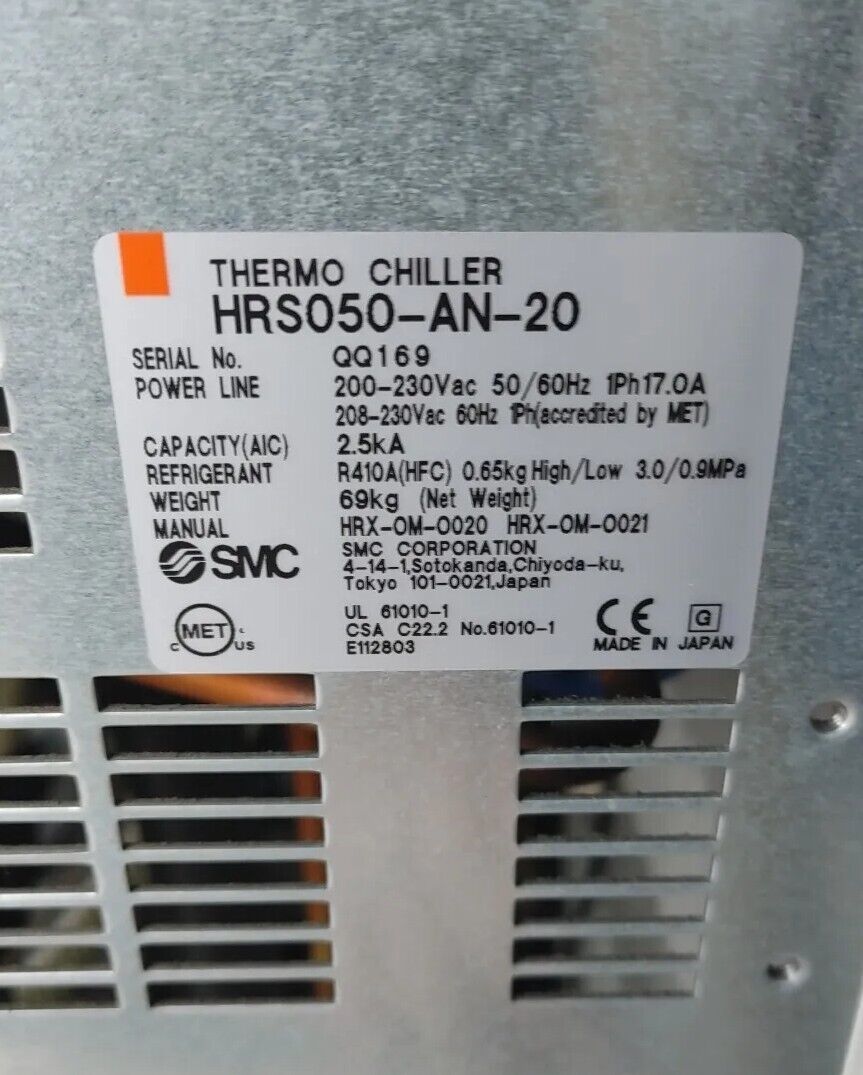 THERMO CHILLER
HRS050-AN-20
SERIAL No. QQ169
POWER LINE 200-230Vac 50/60Hz 1Ph17.0A
208-230Vac 60Hz 1Ph(accredited by MET)
CAPACITY(AIC) 2.5kA
REFRIGERANT R410A(HFC) 0.65kg High/Low 3.0/0.9MPa
WEIGHT 69kg (Net Weight)
MANUAL HRX-OM-O020 HRX-OM-O021
SMC SMC CORPORATION
4-14-1,Sotokanda,Chiyoda-ku,
Tokyo 101-0021,Japan
C MET L US
UL 61010-1
CSA C22.2 No.61010-1
E112803
CE G
MADE IN JAPAN